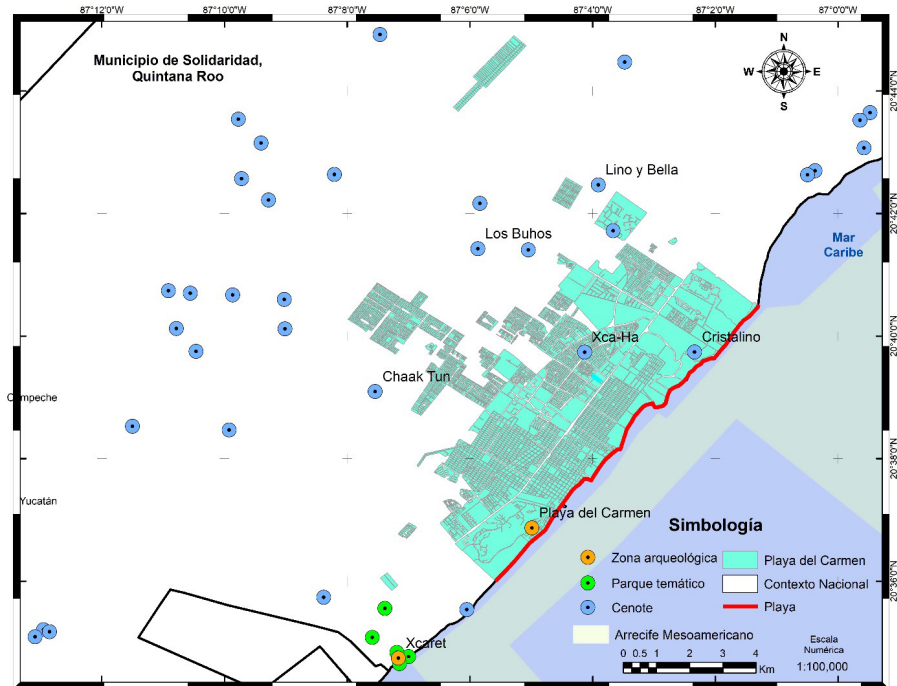 87°12'0"W
87°10'0"W
87°8'0"W
87°6'0"W
87°4'0"W
87°2'0"W
87°0'0"W
Municipio de Solidaridad,
Quintana Roo
N
W
E
S
20°44'0"N
Lino y Bella
20°42'0"N
Los Buhos
Mar
Caribe
20°40'0"N
Xca-Ha
Cristalino
Chaak Tun
Campeche
20°38'0"N
Yucatán
Playa del Carmen
Simbología
Zona arqueológica
Playa del Carmen
20°36'0"N
Parque temático
Contexto Nacional
Cenote
Playa
Arrecife Mesoamericano
Escala
Numérica
1:100,000
Xcaret
0 0.5 1 2 3 4
Km